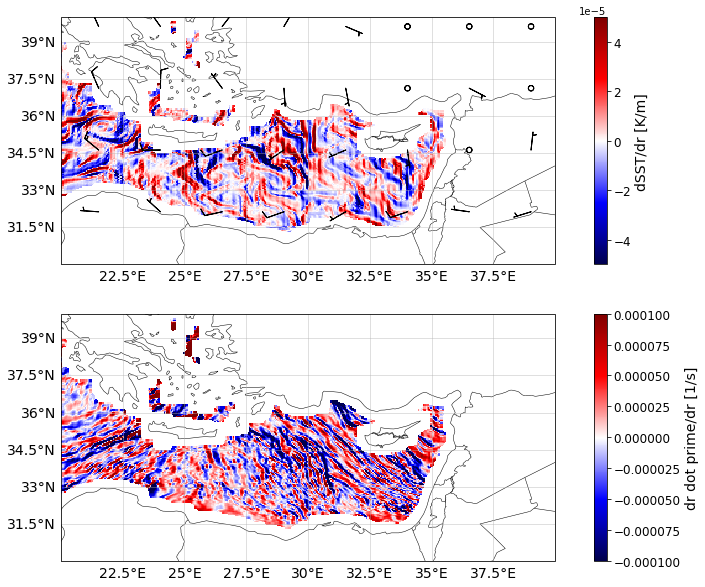 1e−5
39°N
37.5°N
36°N
34.5°N
33°N
31.5°N
22.5°E 25°E 27.5°E 30°E 32.5°E 35°E 37.5°E
4
2
0
−2
−4
dSST/dr [K/m]
39°N
37.5°N
36°N
34.5°N
33°N
31.5°N
22.5°E 25°E 27.5°E 30°E 32.5°E 35°E 37.5°E
0.000100
0.000075
0.000050
0.000025
0.000000
−0.000025
−0.000050
−0.000075
−0.000100
dr dot prime/dr [1/s]